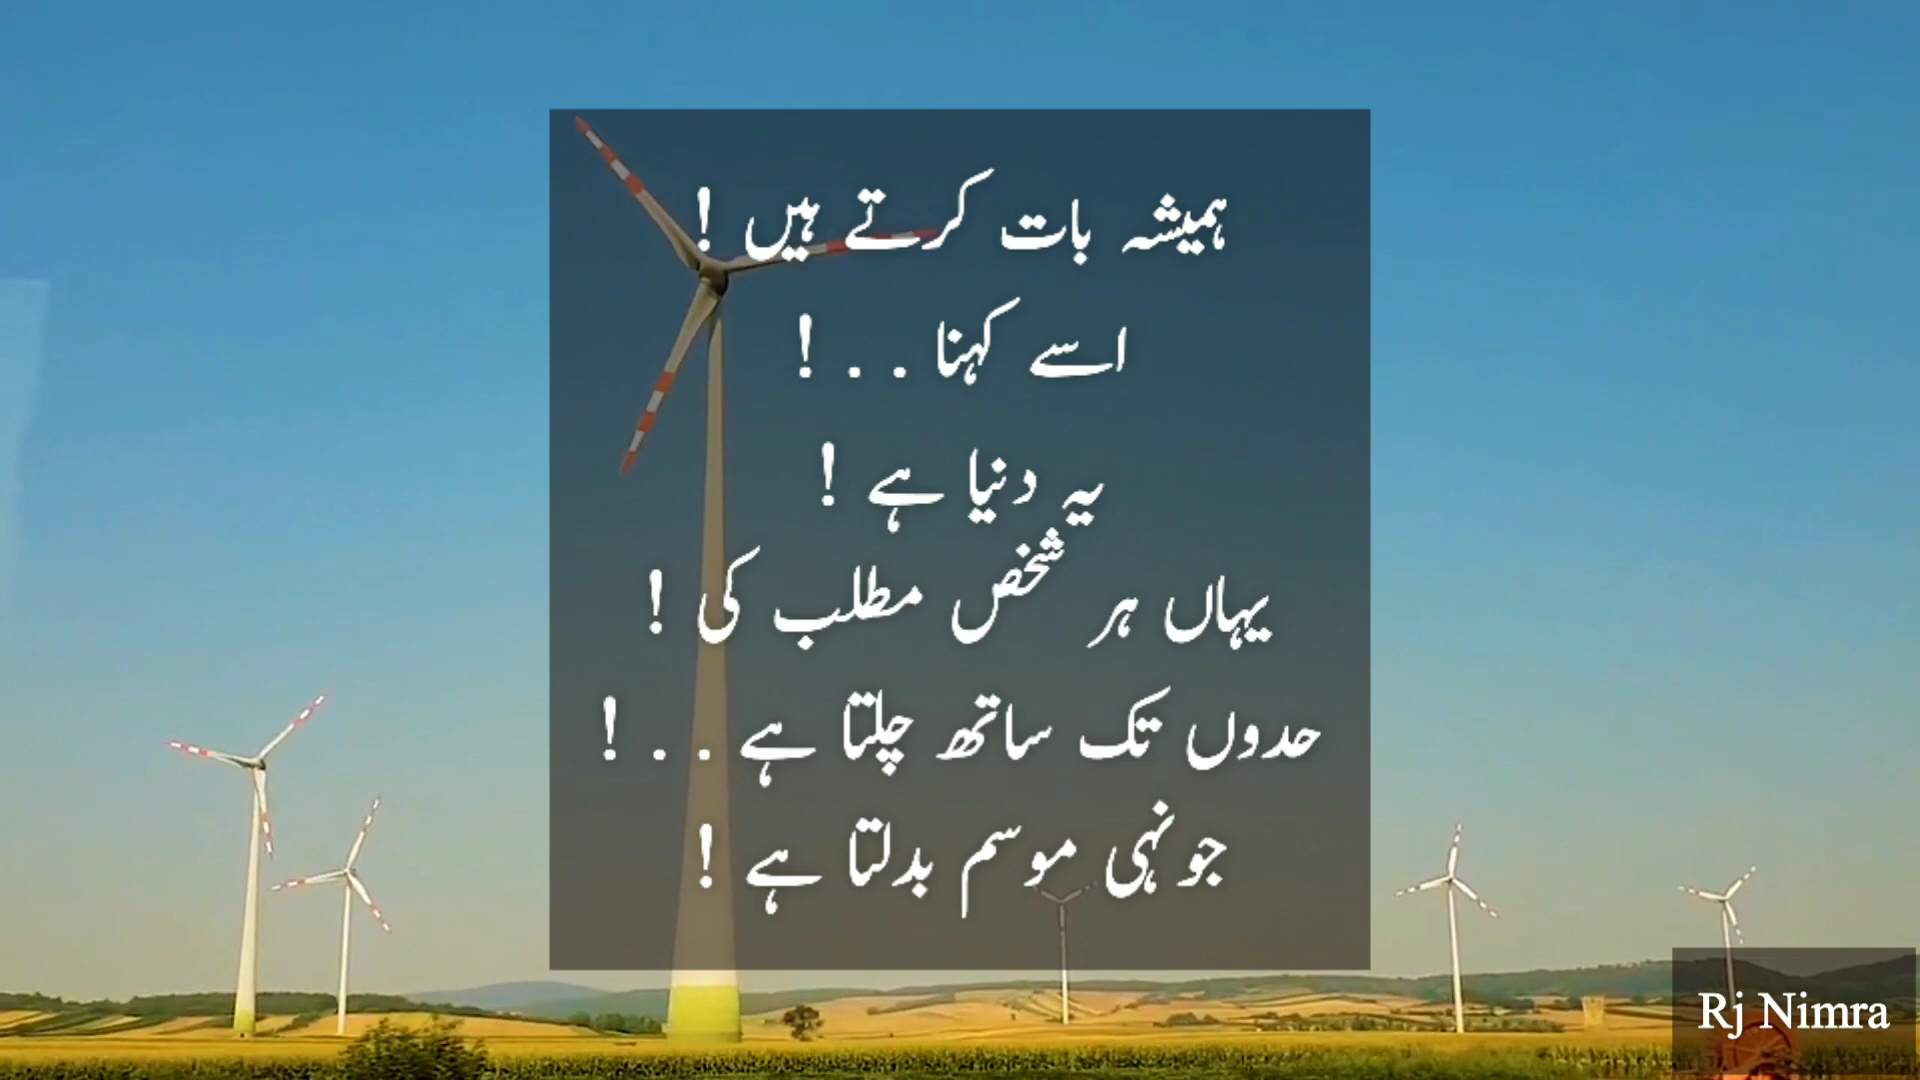 ہمیشہ بات کرتے ہیں !
اسے کہنا . . !
یہ دنیا ہے !
یہاں ہر شخص مطلب کی !
حدوں تک ساتھ چلتا ہے . . !
جونہی موسم بدلتا ہے !
Rj Nimra